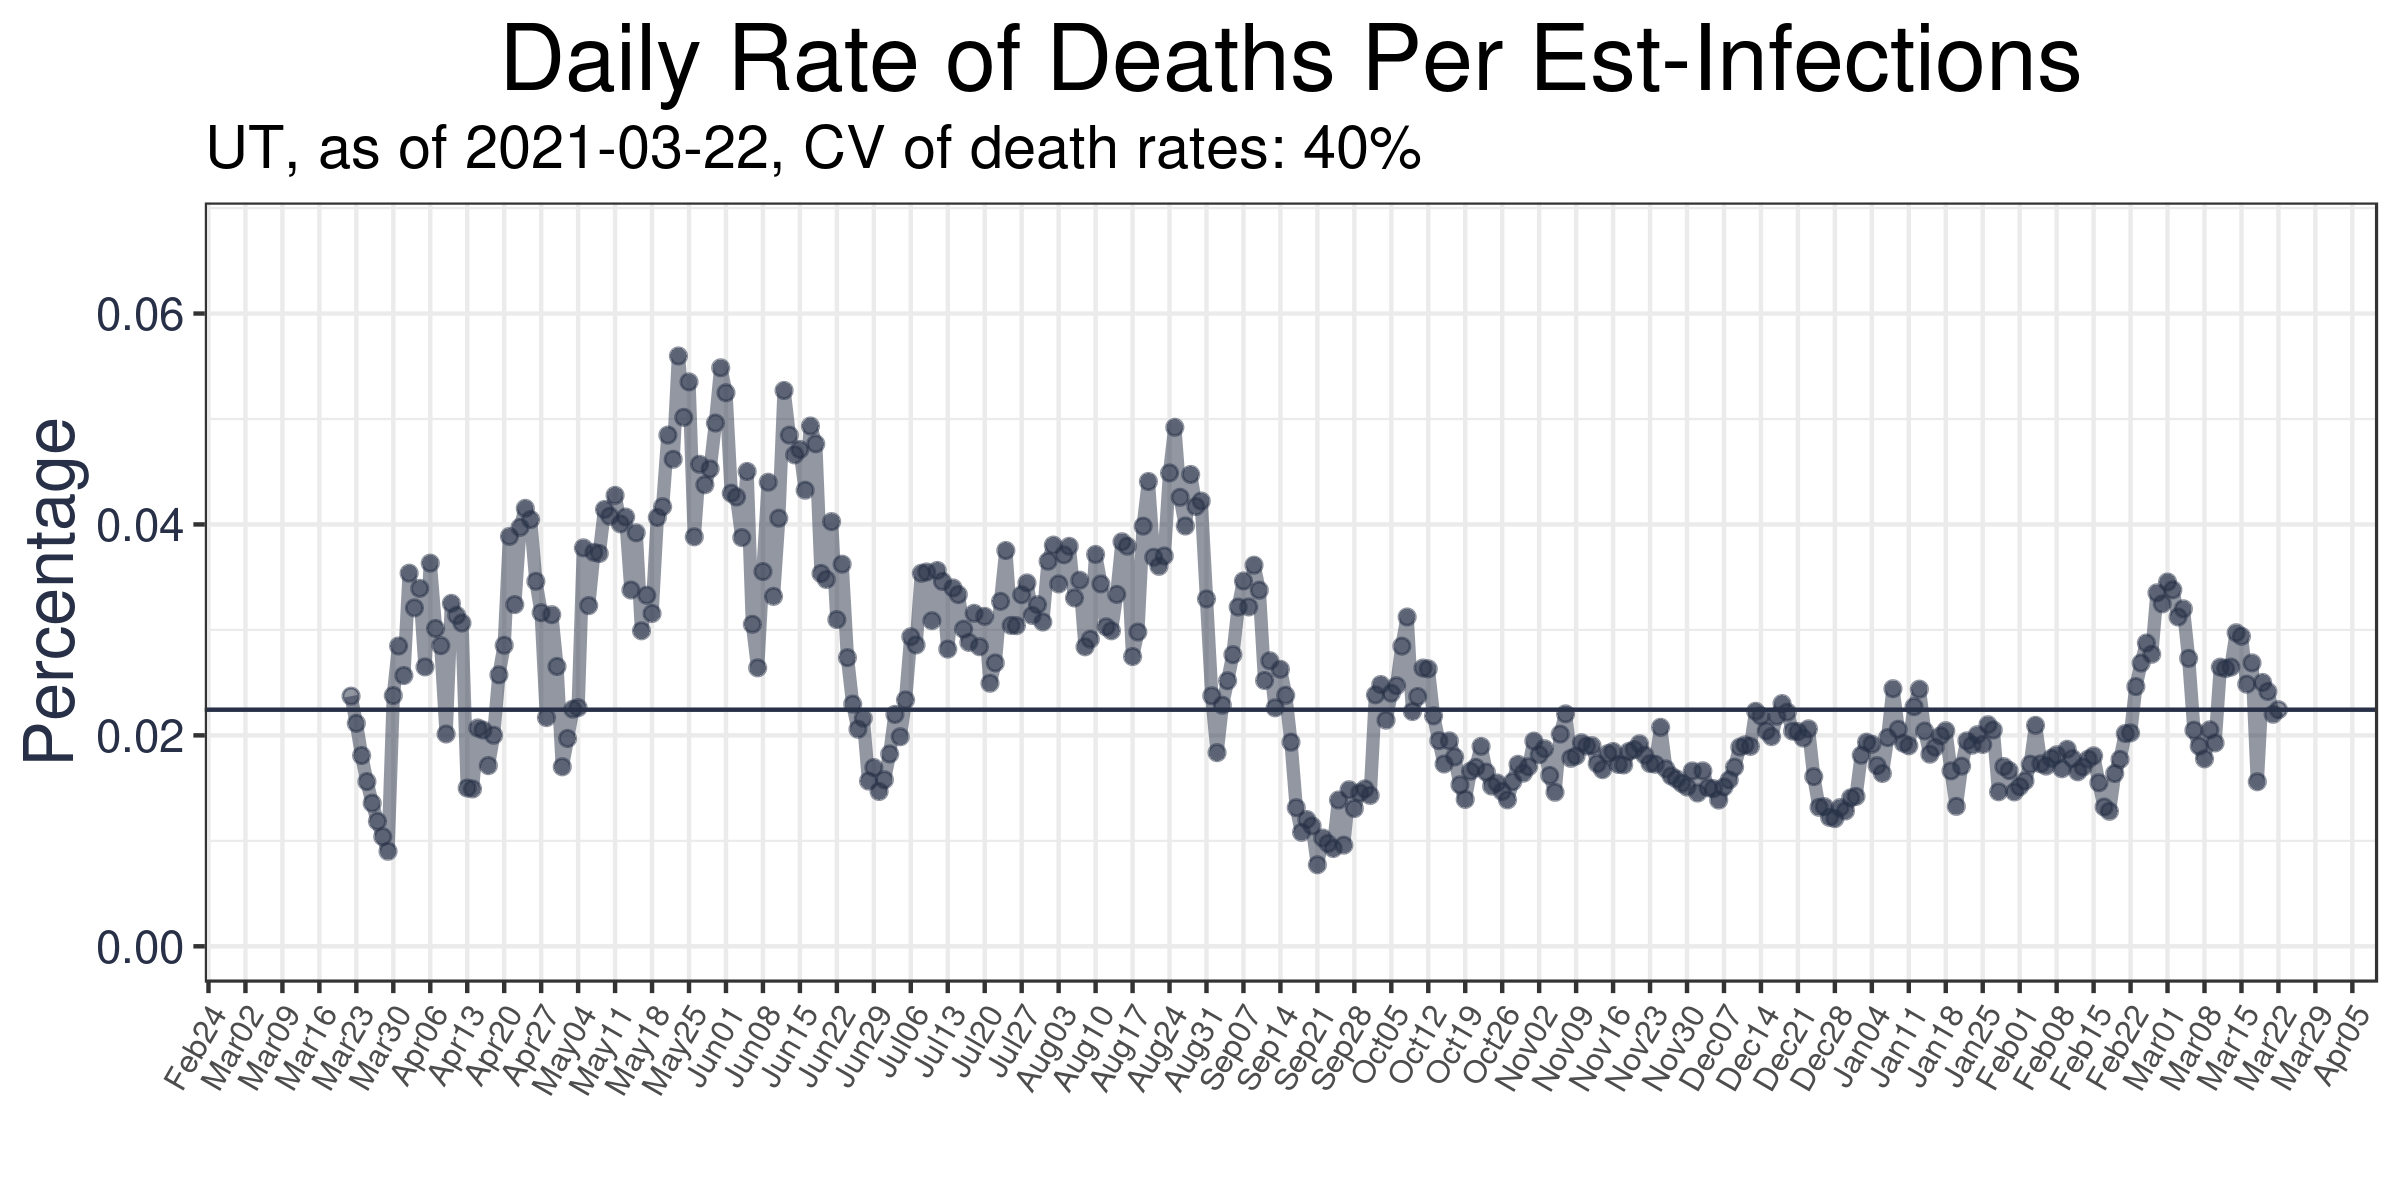 Daily Rate of Deaths Per Est-Infections
UT, as of 2021-03-22, CV of death rates: 40%
Percentage
0.06
0.04
0.02
0.00
Feb24
Mar02
Mar09
Mar16
Mar23
Mar30
Apr06
Apr13
Apr20
Apr27
May04
May11
May18
May25
Jun01
Jun08
Jun15
Jun22
Jun29
Jul06
Jul13
Jul20
Jul27
Aug03
Aug10
Aug17
Aug24
Aug31
Sep07
Sep14
Sep21
Sep28
Oct05
Oct12
Oct19
Oct26
Nov02
Nov09
Nov16
Nov23
Nov30
Dec07
Dec14
Dec21
Dec28
Jan04
Jan11
Jan18
Jan25
Feb01
Feb08
Feb15
Feb22
Mar01
Mar08
Mar15
Mar22
Mar29
Apr05